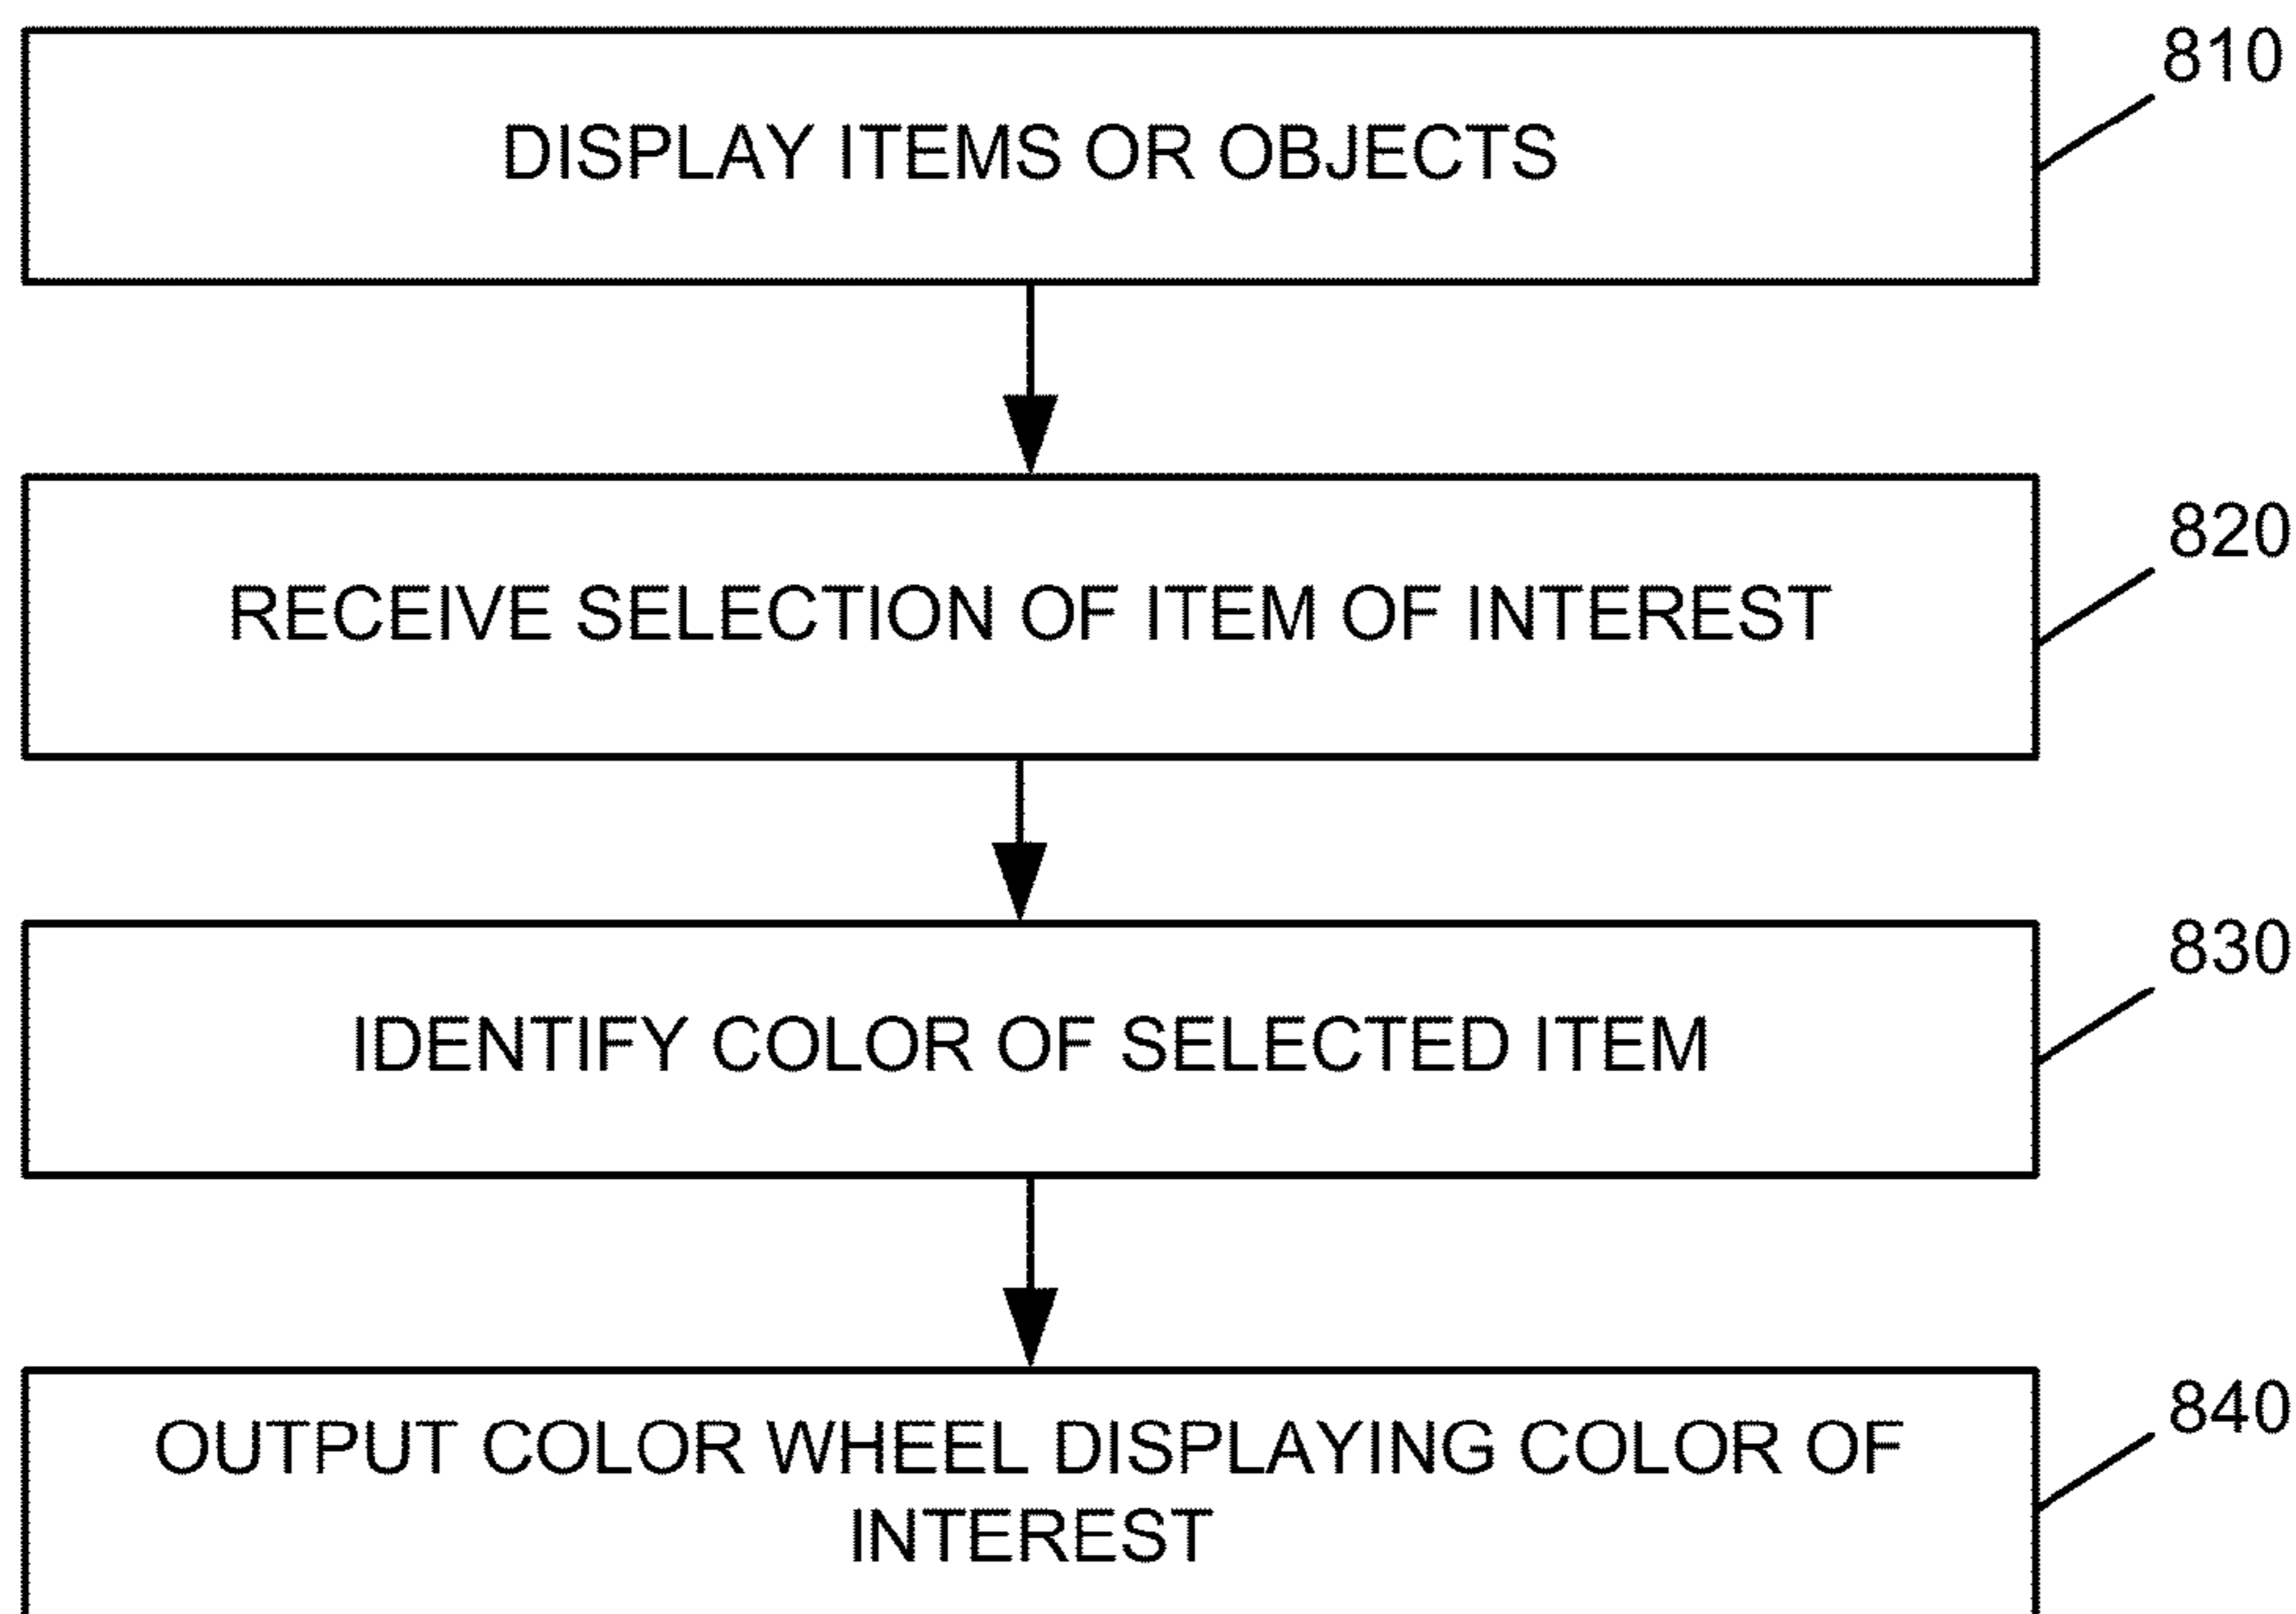 810
DISPLAY ITEMS OR OBJECTS
820
RECEIVE SELECTION OF ITEM OF INTEREST
830
IDENTIFY COLOR OF SELECTED ITEM
840
OUTPUT COLOR WHEEL DISPLAYING COLOR OF
INTEREST